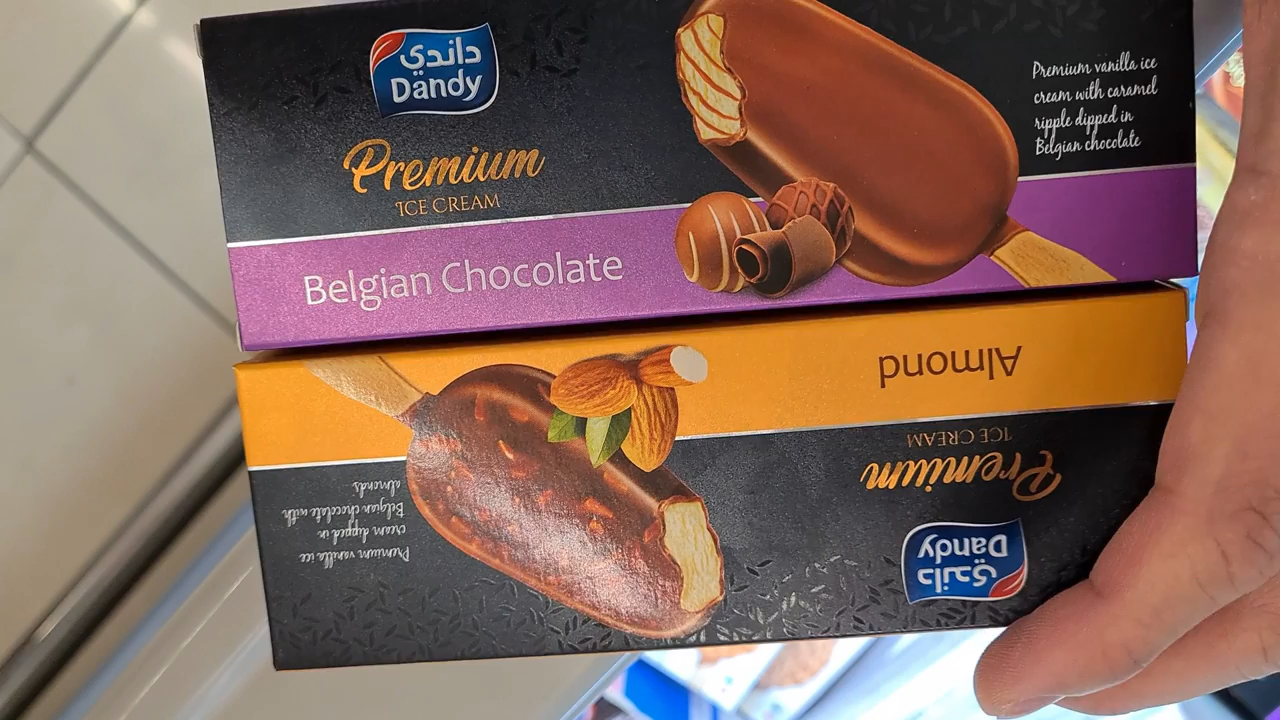 داندي
Dandy
Premium
ICE CREAM
Belgian Chocolate
Premium vanilla ice
cream with caramel
ripple dipped in
Belgian chocolate
Almond
Premium
ICE CREAM
داندي
Dandy
Premium vanilla ice
cream dipped in
Belgian chocolate with
almonds